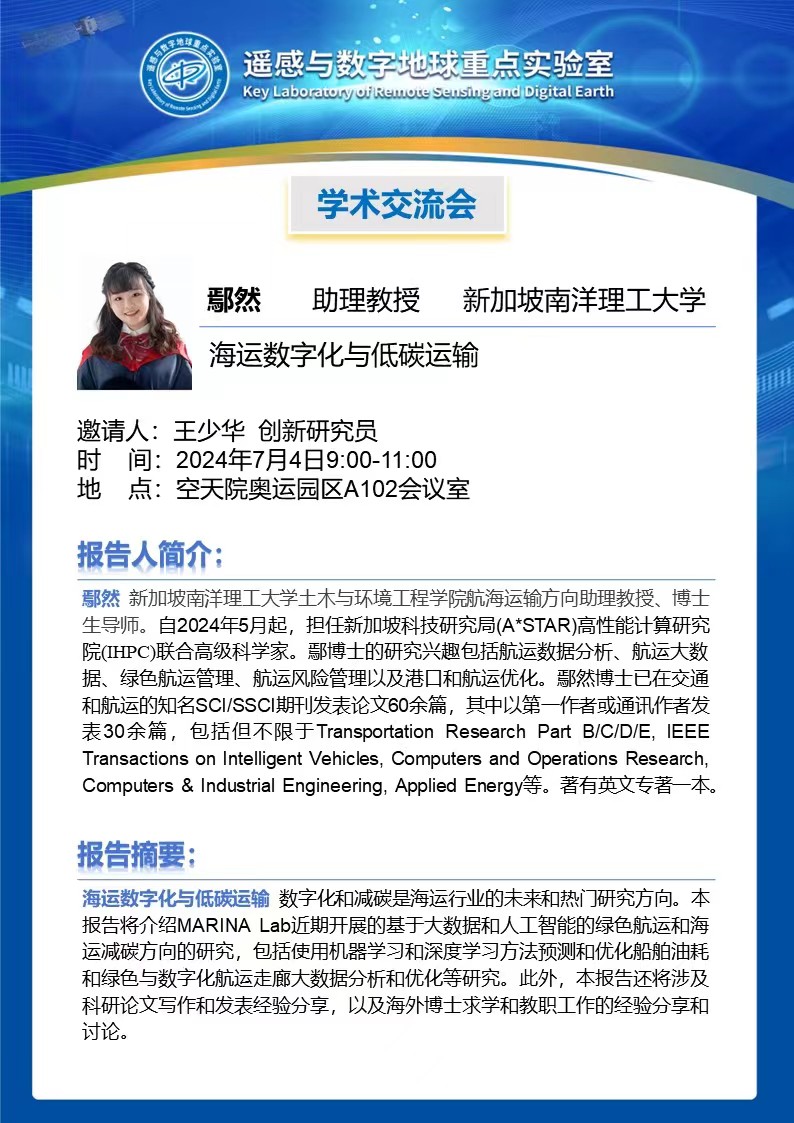 遥感与数字地球重点实验室
Key Laboratory of Remote Sensing and Digital Earth
遥感与数字地球重点实验室
Key Laboratory of Remote Sensing and Digital Earth
学术交流会
鄢然 助理教授 新加坡南洋理工大学
海运数字化与低碳运输
邀请人：王少华 创新研究员
时 间：2024年7月4日9:00-11:00
地 点：空天院奥运园区A102会议室
报告人简介：
鄢然 新加坡南洋理工大学土木与环境工程学院航海运输方向助理教授、博士
生导师。自2024年5月起，担任新加坡科技研究局(A*STAR)高性能计算研究
院(IHPC)联合高级科学家。鄢博士的研究兴趣包括航运数据分析、航运大数
据、绿色航运管理、航运风险管理以及港口和航运优化。鄢然博士已在交通
和航运的知名SCI/SSCI期刊发表论文60余篇，其中以第一作者或通讯作者发
表30余篇，包括但不限于Transportation Research Part B/C/D/E, IEEE
Transactions on Intelligent Vehicles, Computers and Operations Research,
Computers & Industrial Engineering, Applied Energy等。著有英文专著一本。
报告摘要：
海运数字化与低碳运输 数字化和减碳是海运行业的未来和热门研究方向。本
报告将介绍MARINA Lab近期开展的基于大数据和人工智能的绿色航运和海
运减碳方向的研究，包括使用机器学习和深度学习方法预测和优化船舶油耗
和绿色与数字化航运走廊大数据分析和优化等研究。此外，本报告还将涉及
科研论文写作和发表经验分享，以及海外博士求学和教职工作的经验分享和
讨论。